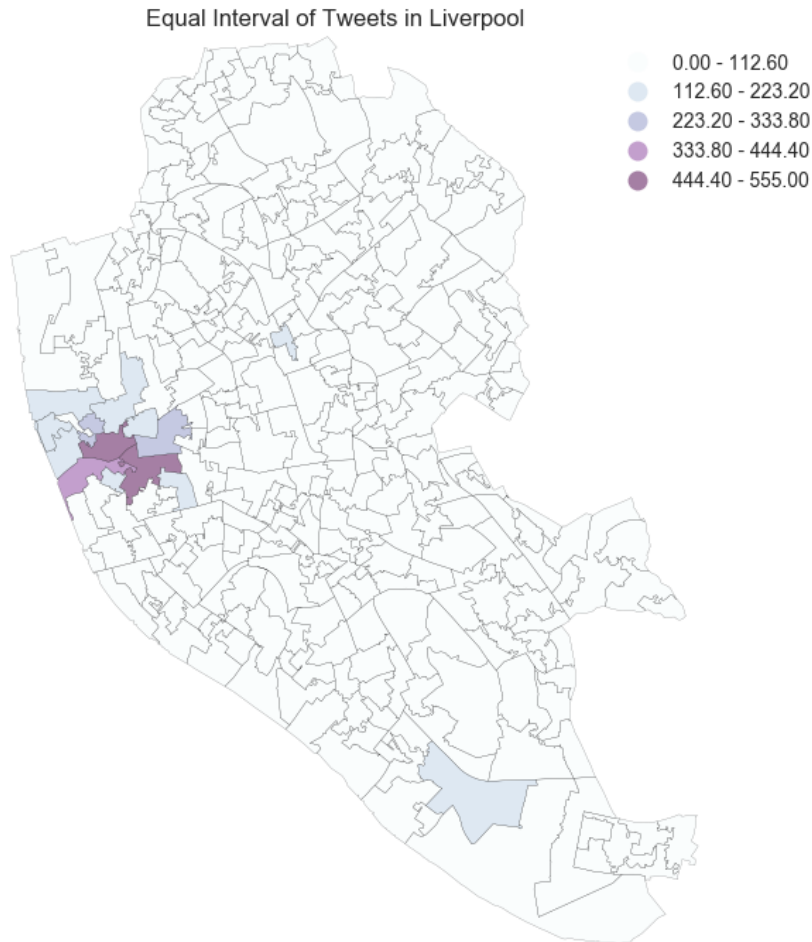 Equal Interval of Tweets in Liverpool
0.00 - 112.60
112.60 - 223.20
223.20 - 333.80
333.80 - 444.40
444.40 - 555.00